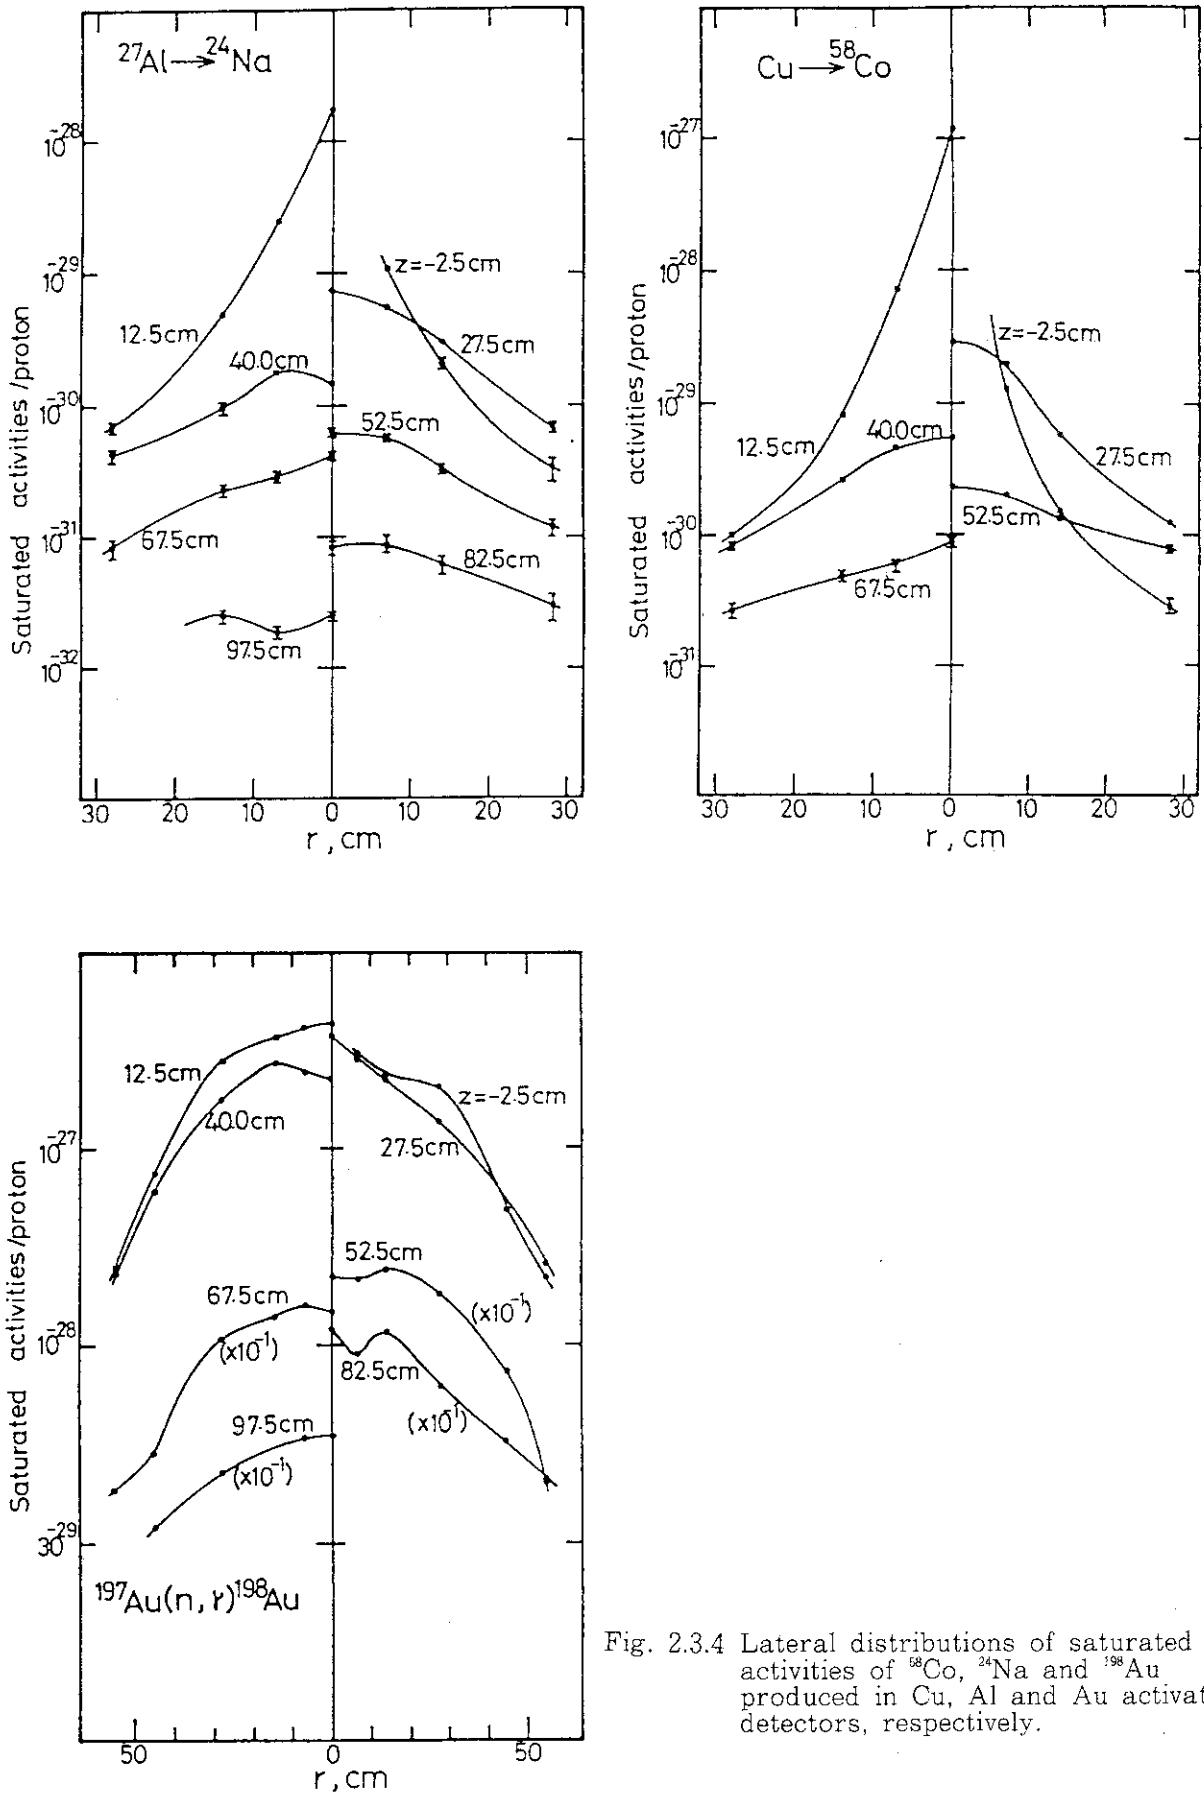 ²⁷Al→²⁴Na
10⁻²⁸
10⁻²⁹
10⁻³⁰
10⁻³¹
10⁻³²
Saturated activities/proton
12.5cm
40.0cm
67.5cm
97.5cm
z=-2.5cm
27.5cm
52.5cm
82.5cm
30 20 10 0 10 20 30
r, cm
Cu→⁵⁸Co
10⁻²⁷
10⁻²⁸
10⁻²⁹
10⁻³⁰
10⁻³¹
Saturated activities/proton
12.5cm
40.0cm
67.5cm
z=-2.5cm
27.5cm
52.5cm
30 20 10 0 10 20 30
r, cm
10⁻²⁷
10⁻²⁸
30⁻²⁹
Saturated activities/proton
12.5cm
40.0cm
z=-2.5cm
27.5cm
52.5cm
(x10⁻¹)
67.5cm
(x10⁻¹)
82.5cm
(x10⁻¹)
97.5cm
(x10⁻¹)
¹⁹⁷Au(n,γ)¹⁹⁸Au
50 0 50
r, cm
Fig. 2.3.4 Lateral distributions of saturated
activities of ⁵⁸Co, ²⁴Na and ¹⁹⁸Au
produced in Cu, Al and Au activat
detectors, respectively.